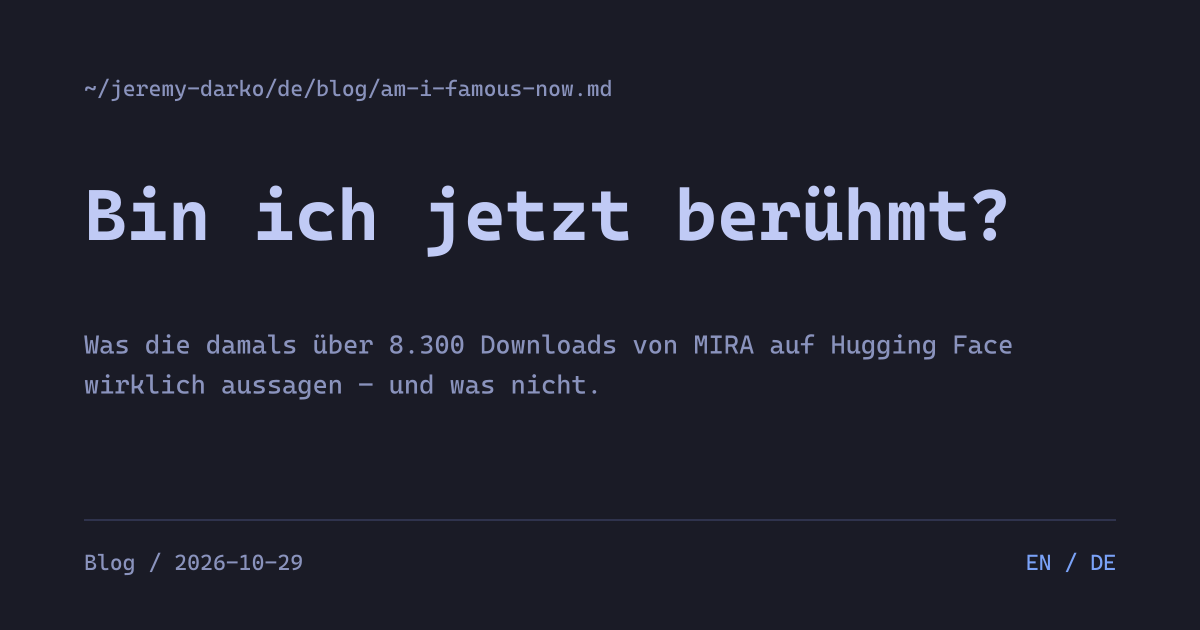 ~/jeremy-darko/de/blog/am-i-famous-now.md
Bin ich jetzt berühmt?
Was die damals über 8.300 Downloads von MIRA auf Hugging Face
wirklich aussagen – und was nicht.
Blog / 2026-10-29
EN / DE